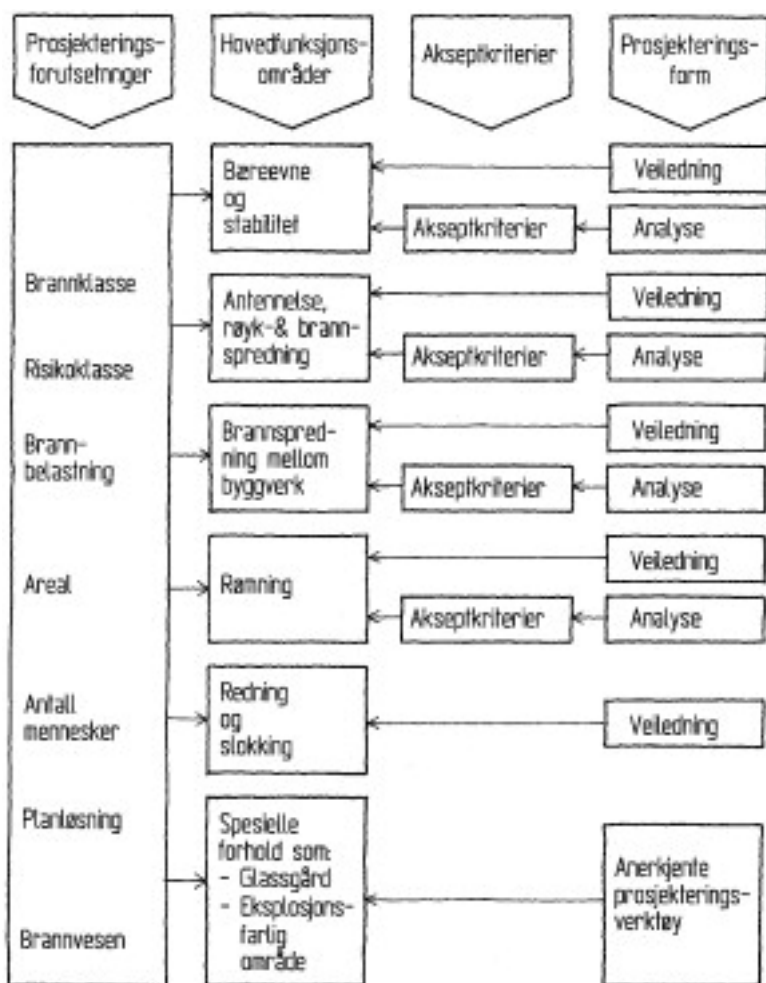 Prosjekterings-
forutsetnnger
Hovedfunksjons-
områder
Akseptkriterier
Prosjekterings-
form
Brannklasse
Risikoklasse
Brann-
belastning
Areal
Antall
mennesker
Planløsning
Brannvesen
Bæreevne
og
stabilitet
Veiledning
Akseptkriterier
Analyse
Antennelse,
røyk-& brann-
spredning
Veiledning
Akseptkriterier
Analyse
Brannspred-
ning mellom
byggverk
Veiledning
Akseptkriterier
Analyse
Rømning
Veiledning
Akseptkriterier
Analyse
Redning
og
slokking
Veiledning
Spesielle
forhold som:
- Glassgård
- Eksplosjons-
farlig
område
Anerkjente
prosjekterings-
verktøy